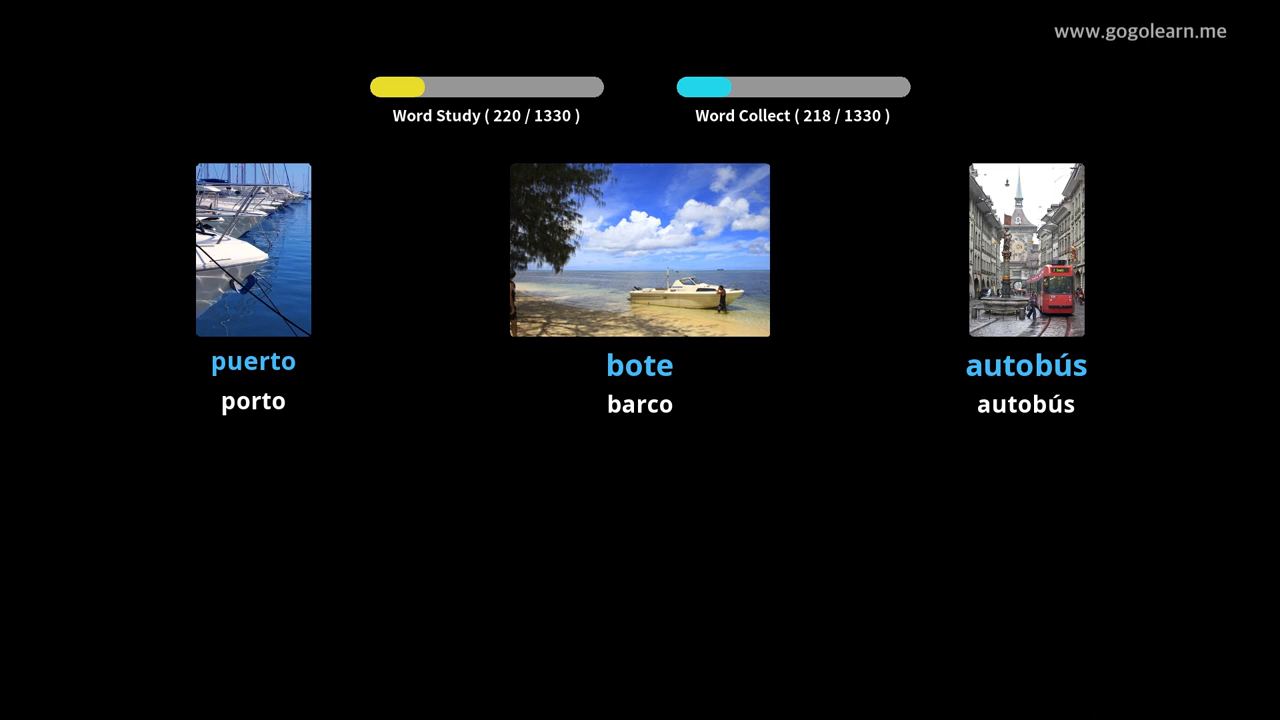 www.gogolearn.me
Word Study ( 220 / 1330 )
Word Collect ( 218 / 1330 )
puerto
porto
bote
barco
autobús
autobús